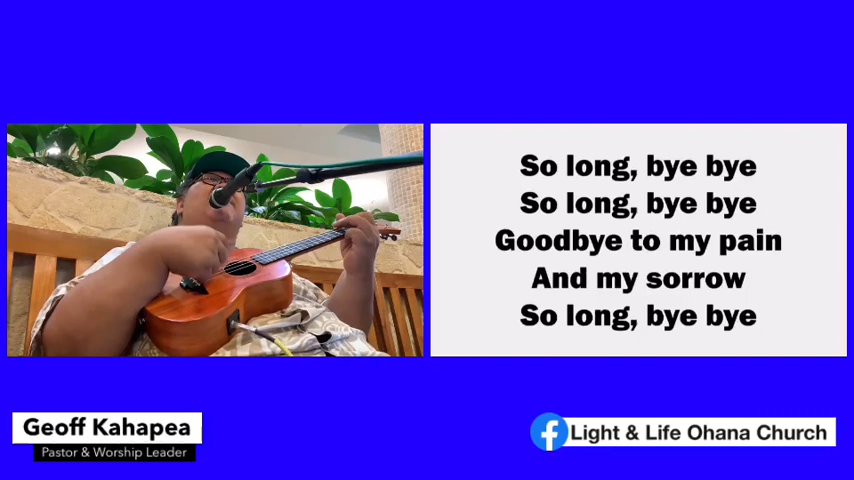 So long, bye bye
So long, bye bye
Goodbye to my pain
And my sorrow
So long, bye bye
Geoff Kahapea
Pastor & Worship Leader
Light & Life Ohana Church